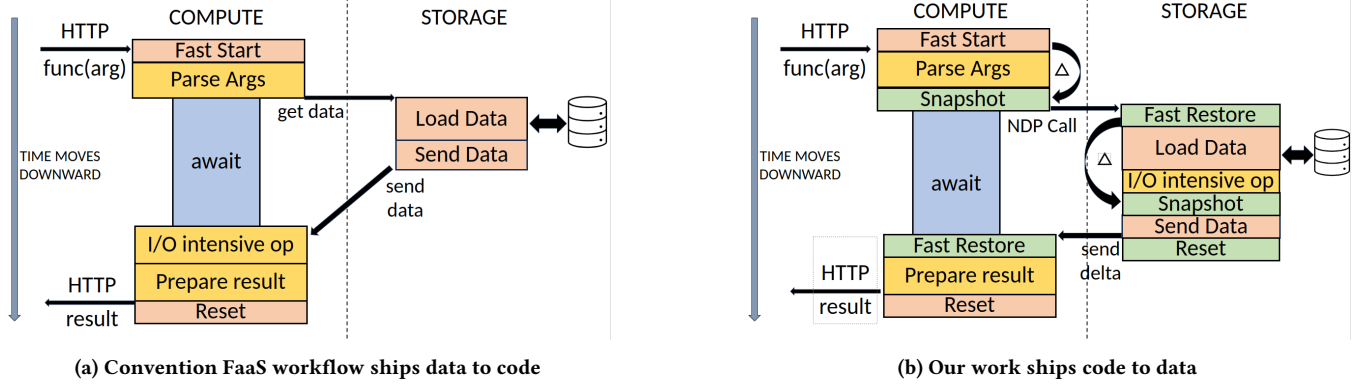 COMPUTE
STORAGE
HTTP
func(arg)
Fast Start
Parse Args
get data
Load Data
Send Data
TIME MOVES
DOWNWARD
await
send
data
I/O intensive op
Prepare result
Reset
HTTP
result
(a) Convention FaaS workflow ships data to code
COMPUTE
STORAGE
HTTP
func(arg)
Fast Start
Parse Args
Snapshot
△
NDP Call
Fast Restore
Load Data
△
I/O intensive op
Snapshot
Send Data
Reset
TIME MOVES
DOWNWARD
await
send
delta
Fast Restore
Prepare result
Reset
HTTP
result
(b) Our work ships code to data